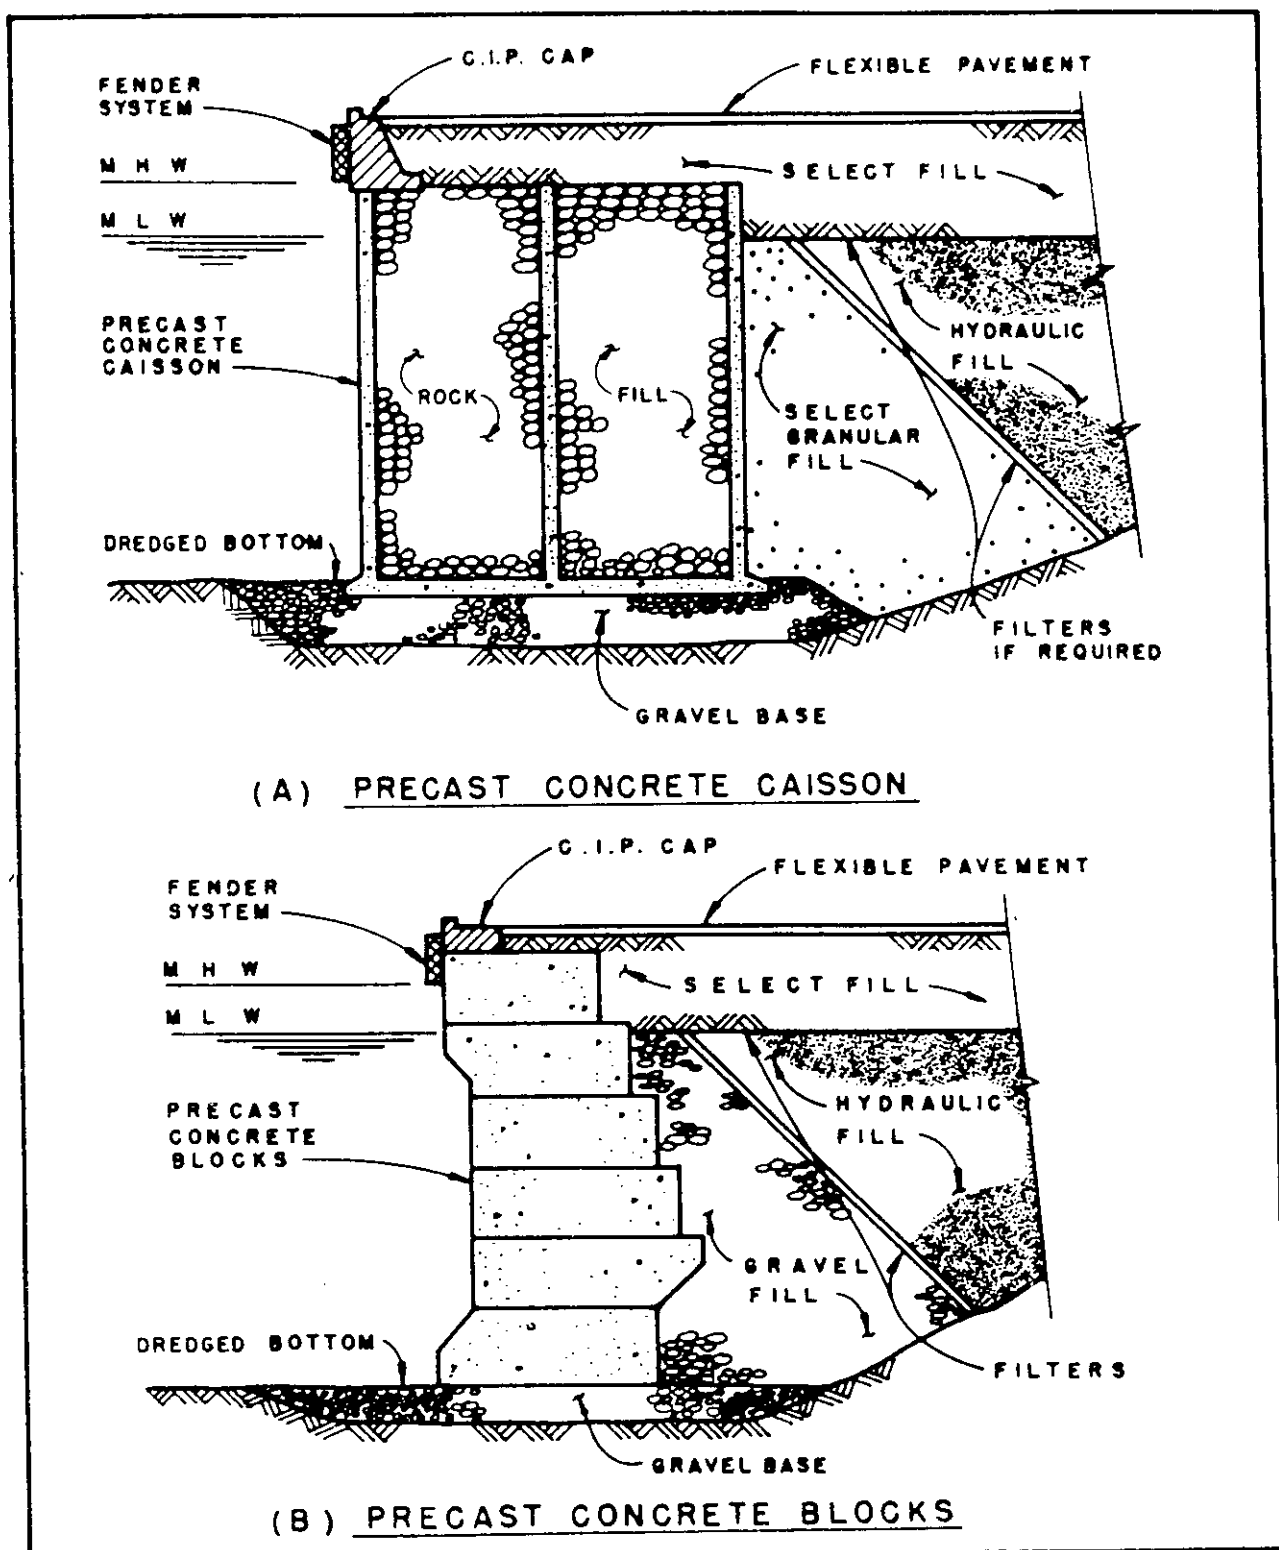 C.I.P. CAP
FLEXIBLE PAVEMENT
FENDER
SYSTEM
M H W
SELECT FILL
M L W
PRECAST
CONCRETE
CAISSON
HYDRAULIC
FILL
ROCK
FILL
SELECT
GRANULAR
FILL
DREDGED BOTTOM
FILTERS
IF REQUIRED
GRAVEL BASE
(A) PRECAST CONCRETE CAISSON
C.I.P. CAP
FLEXIBLE PAVEMENT
FENDER
SYSTEM
M H W
SELECT FILL
M L W
PRECAST
CONCRETE
BLOCKS
HYDRAULIC
FILL
GRAVEL
FILL
DREDGED BOTTOM
FILTERS
GRAVEL BASE
(B) PRECAST CONCRETE BLOCKS